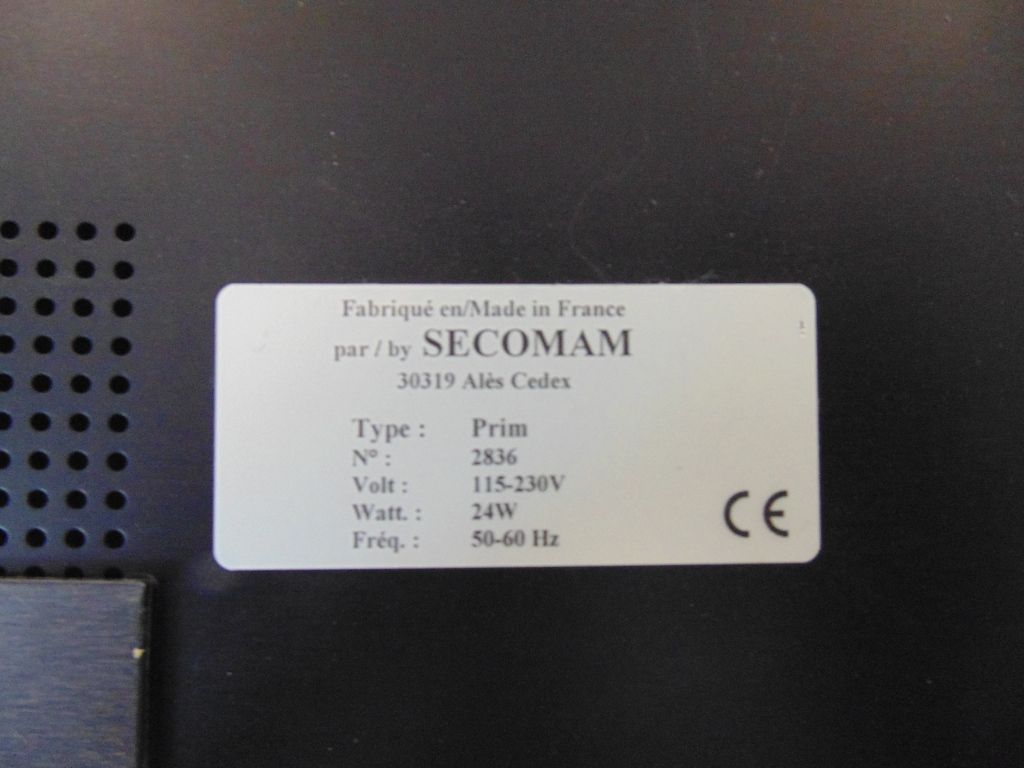 Fabriqué en/Made in France
par / by SECOMAM
30319 Alès Cedex
Type : Prim
N° : 2836
Volt : 115-230V
Watt. : 24W
Fréq. : 50-60 Hz
CE